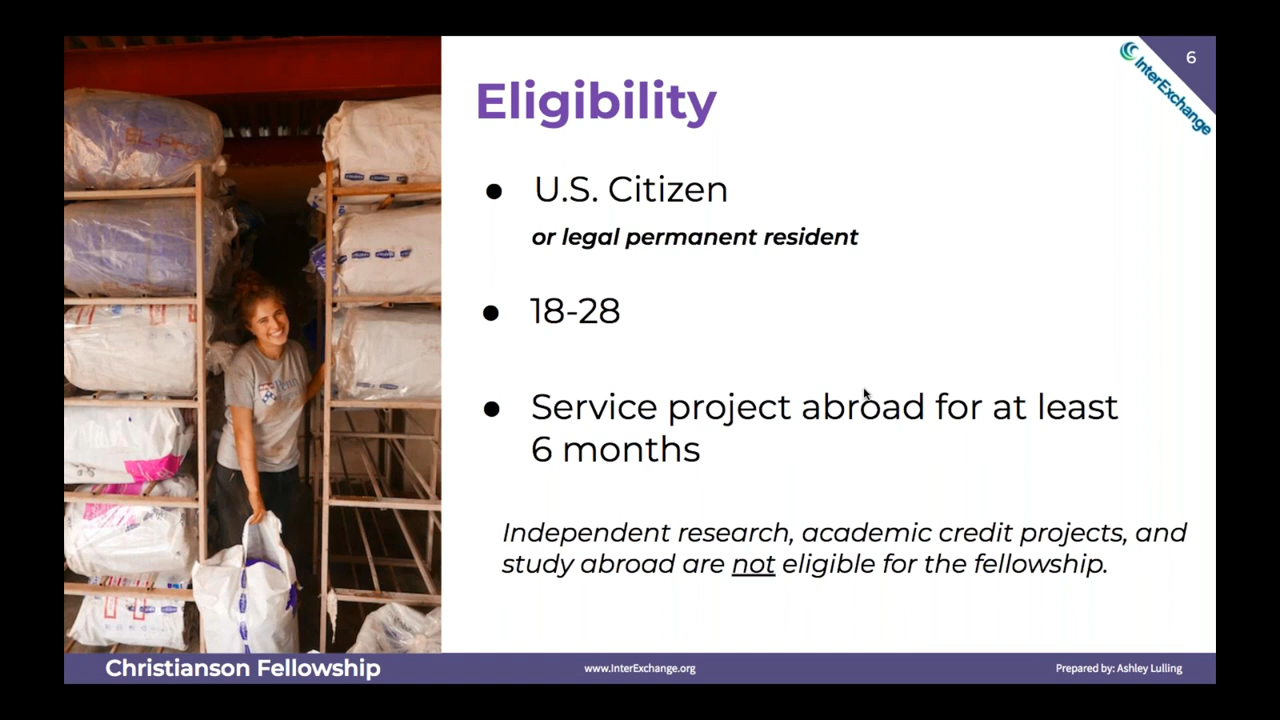 6
InterExchange
Eligibility
● U.S. Citizen
or legal permanent resident
● 18-28
● Service project abroad for at least
6 months
Independent research, academic credit projects, and
study abroad are not eligible for the fellowship.
Penn
Christianson Fellowship
www.InterExchange.org
Prepared by: Ashley Lulling